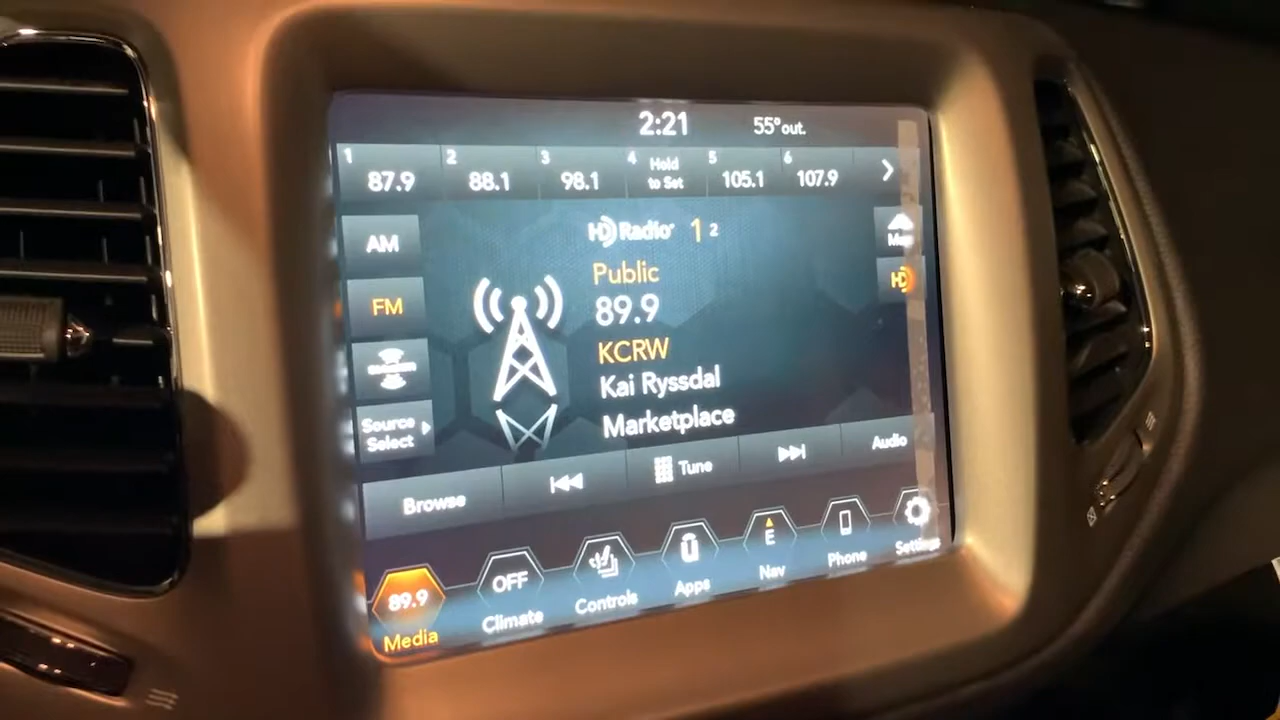 2:21 55° out.
1 87.9 2 88.1 3 98.1 4 Hold to Set 5 105.1 6 107.9
HD Radio 1 2
AM
Map
Public
HD
89.9
FM
KCRW
Kai Ryssdal
Marketplace
Source
Select
Browse Tune Audio
89.9 OFF E
Media Climate Controls Apps Nav Phone Settings